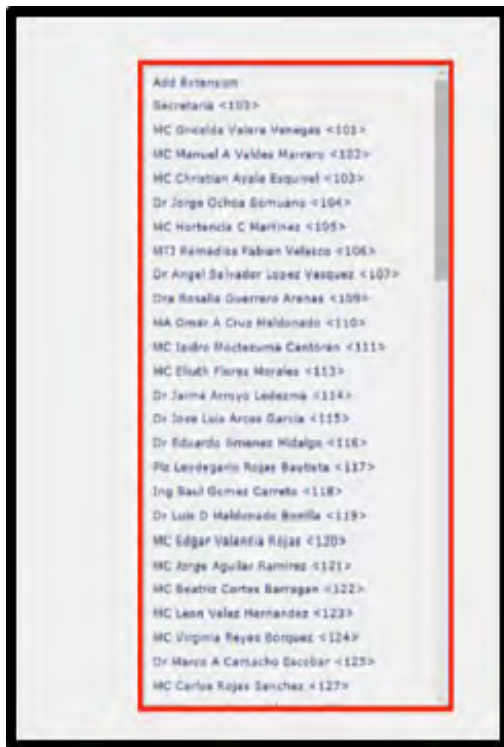 Add Extension
Secretaria <100>
MC Griselda Valera Venegas <101>
MC Manuel A Valdes Marrero <102>
MC Christian Ayala Esquivel <103>
Dr Jorge Ochoa Somuano <104>
MC Hortencia C Martinez <105>
MTI Remedios Fabian Velasco <106>
Dr Angel Salvador Lopez Vasquez <107>
Dra Rosalia Guerrero Arenas <109>
MA Omar A Cruz Maldonado <110>
MC Isidro Moctezuma Cantoran <111>
MC Eliuth Flores Morales <113>
Dr Jaime Arroyo Ledezma <114>
Dr Jose Luis Arcos Garcia <115>
Dr Eduardo Jimenez Hidalgo <116>
Leydegario Rojas Bautista <117>
Ing Saul Gomez Carreto <118>
Dr Luis D Maldonado Bonilla <119>
MC Edgar Valencia Rojas <120>
MC Jorge Aguilar Ramirez <121>
MC Beatriz Cortes Barragan <122>
MC Leon Velez Hernandez <123>
MC Virginia Reyes Borquez <124>
Dr Marco A Camacho Escobar <125>
MC Carlos Rojas Sanchez <127>